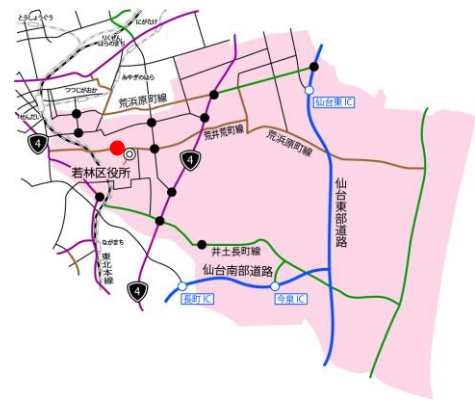 とうしょうぐう
にがたけ
りくぜん
はらのまち
みやぎのはら
つつじがおか
せんだい
荒浜原町線
仙台東IC
4
荒井荒町線
荒浜原町線
4
若林区役所
仙台東部道路
ながまち
東北本線
井土長町線
仙台南部道路
4
長町IC
今泉IC